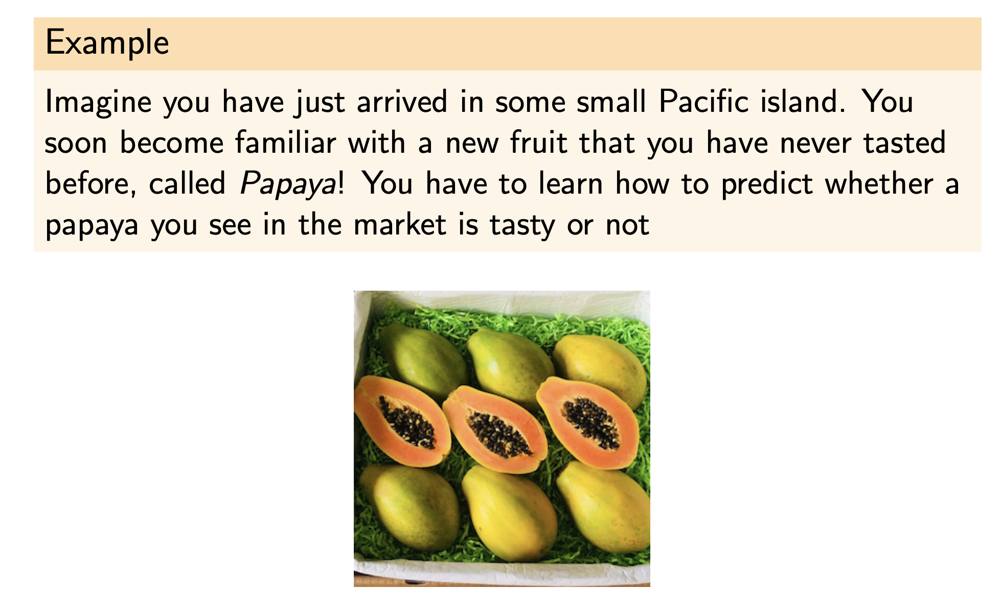 Example
Imagine you have just arrived in some small Pacific island. You
soon become familiar with a new fruit that you have never tasted
before, called Papaya! You have to learn how to predict whether a
papaya you see in the market is tasty or not